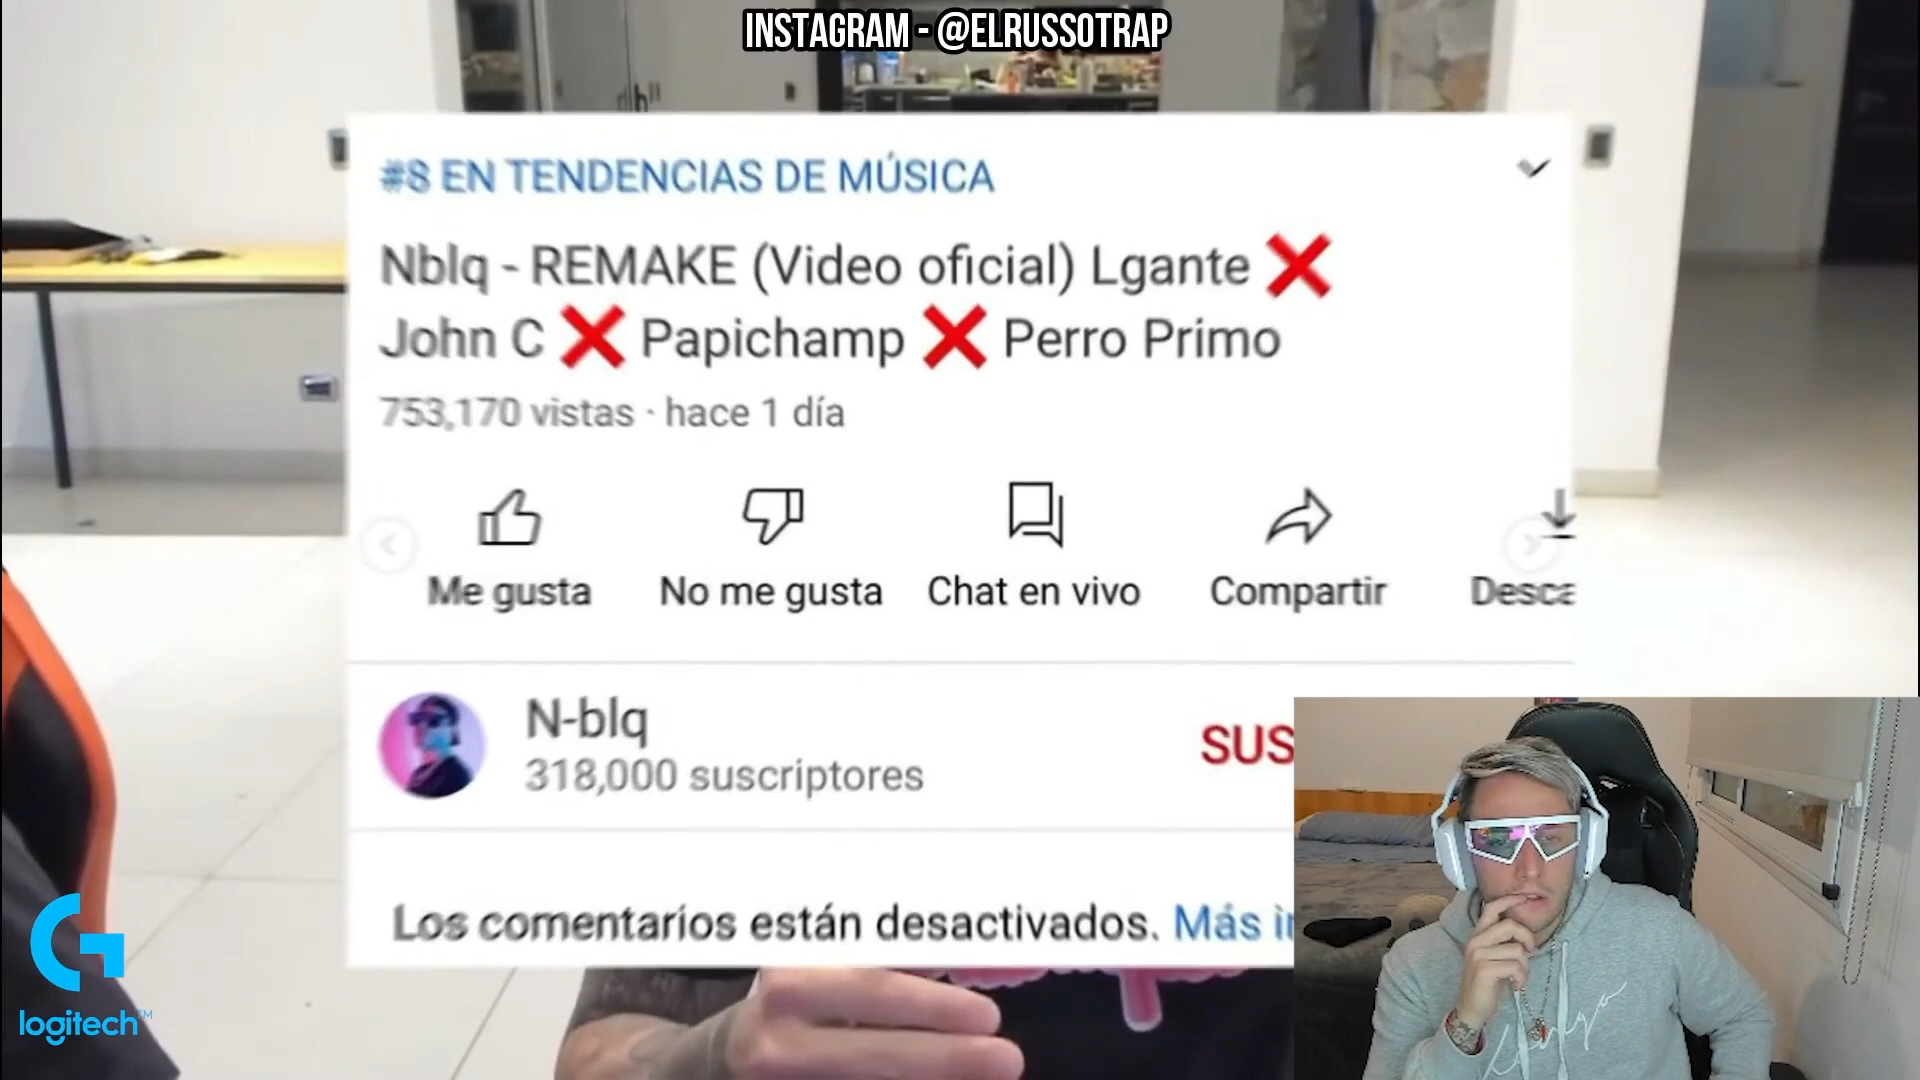 INSTAGRAM - @ELRUSSOTRAP
#8 EN TENDENCIAS DE MÚSICA
Nblq - REMAKE (Video oficial) Lgante ❌
John C ❌ Papichamp ❌ Perro Primo
753,170 vistas · hace 1 día
Me gusta No me gusta Chat en vivo Compartir Desca
N-blq
318,000 suscriptores
SUS
Los comentarios están desactivados. Más i
logitech™